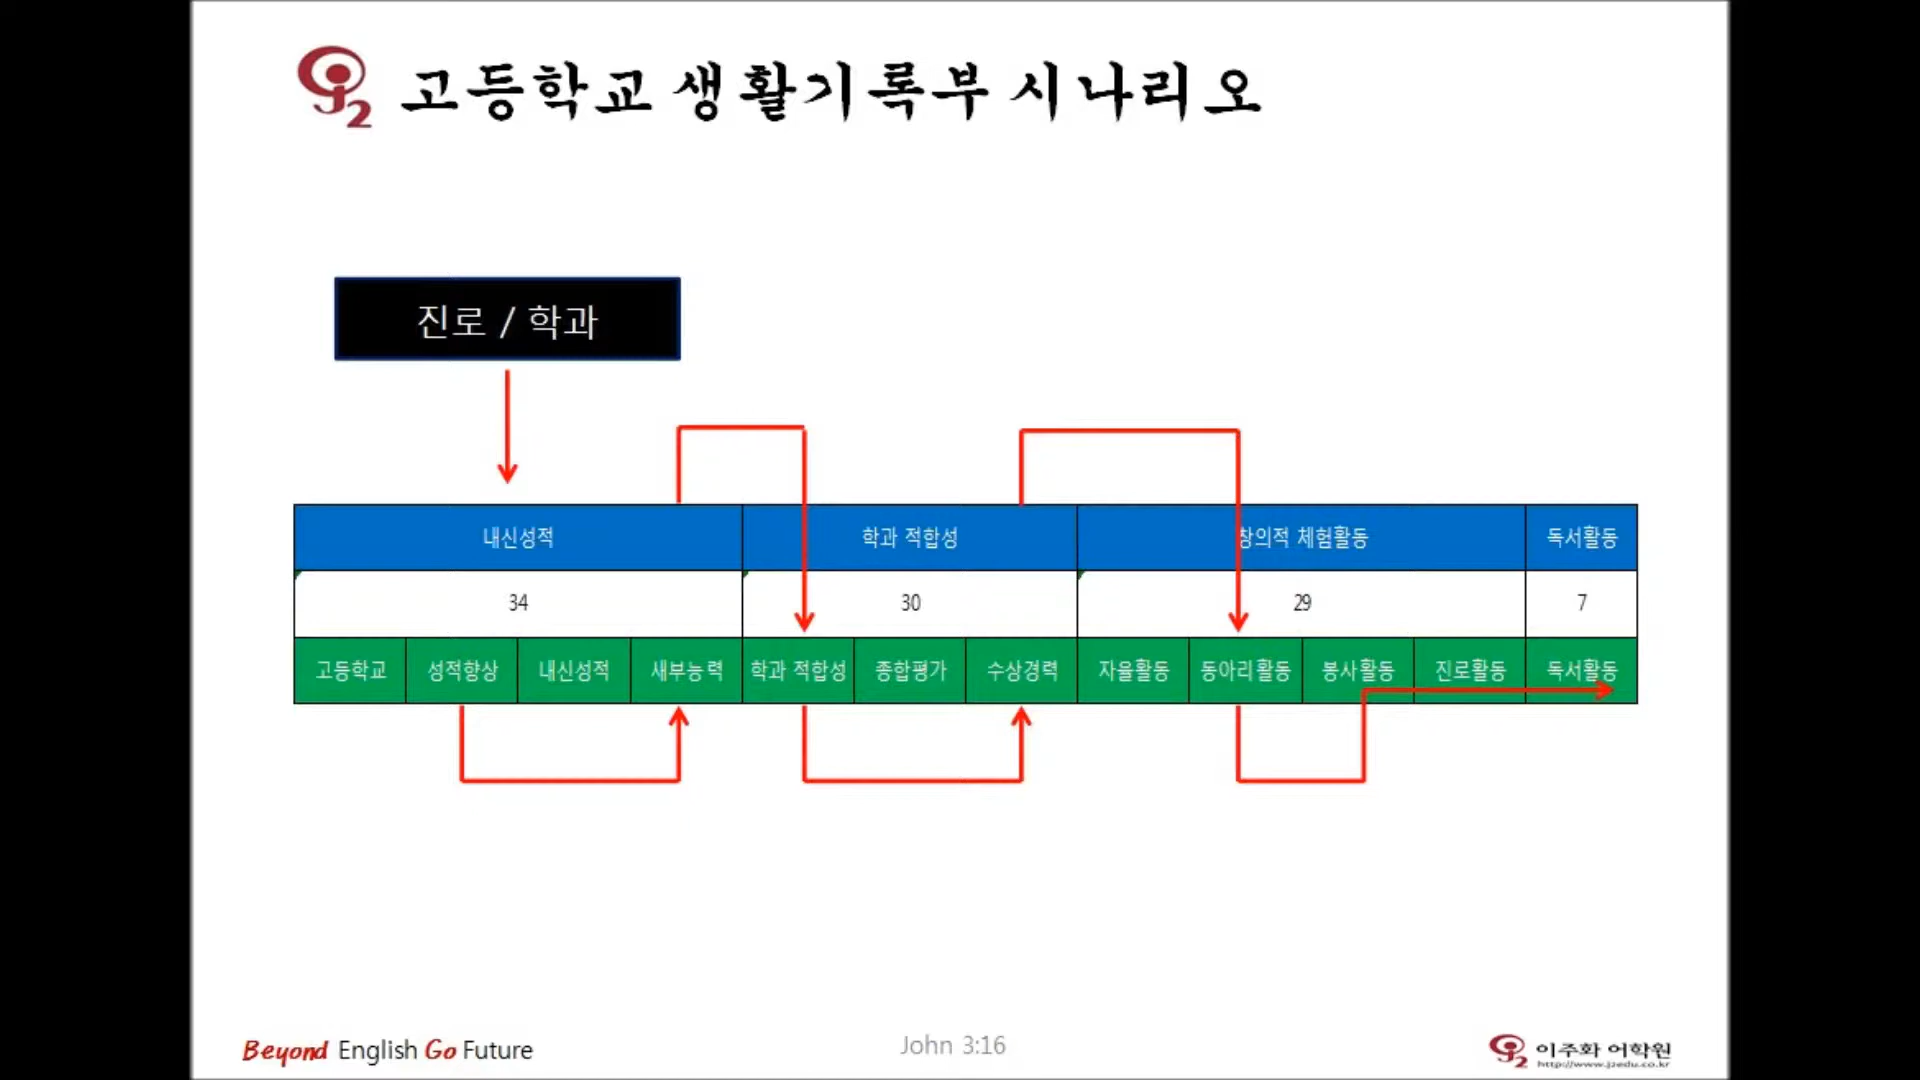 고등학교 생활기록부 시나리오
진로 / 학과
내신성적 학과 적합성 창의적 체험활동 독서활동
34 30 29 7
고등학교 성적향상 내신성적 새부능력 학과 적합성 종합평가 수상경력 자율활동 동아리활동 봉사활동 진로활동 독서활동
Beyond English Go Future
John 3:16
이주화 어학원
http://www.j2edu.co.kr